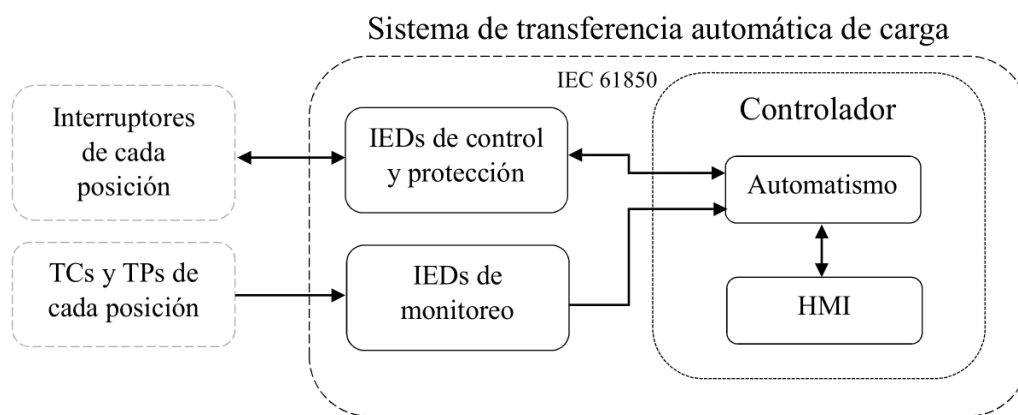 Sistema de transferencia automática de carga
IEC 61850
Interruptores
de cada
posición
IEDs de control
y protección
Controlador
Automatismo
TCs y TPs de
cada posición
IEDs de
monitoreo
HMI